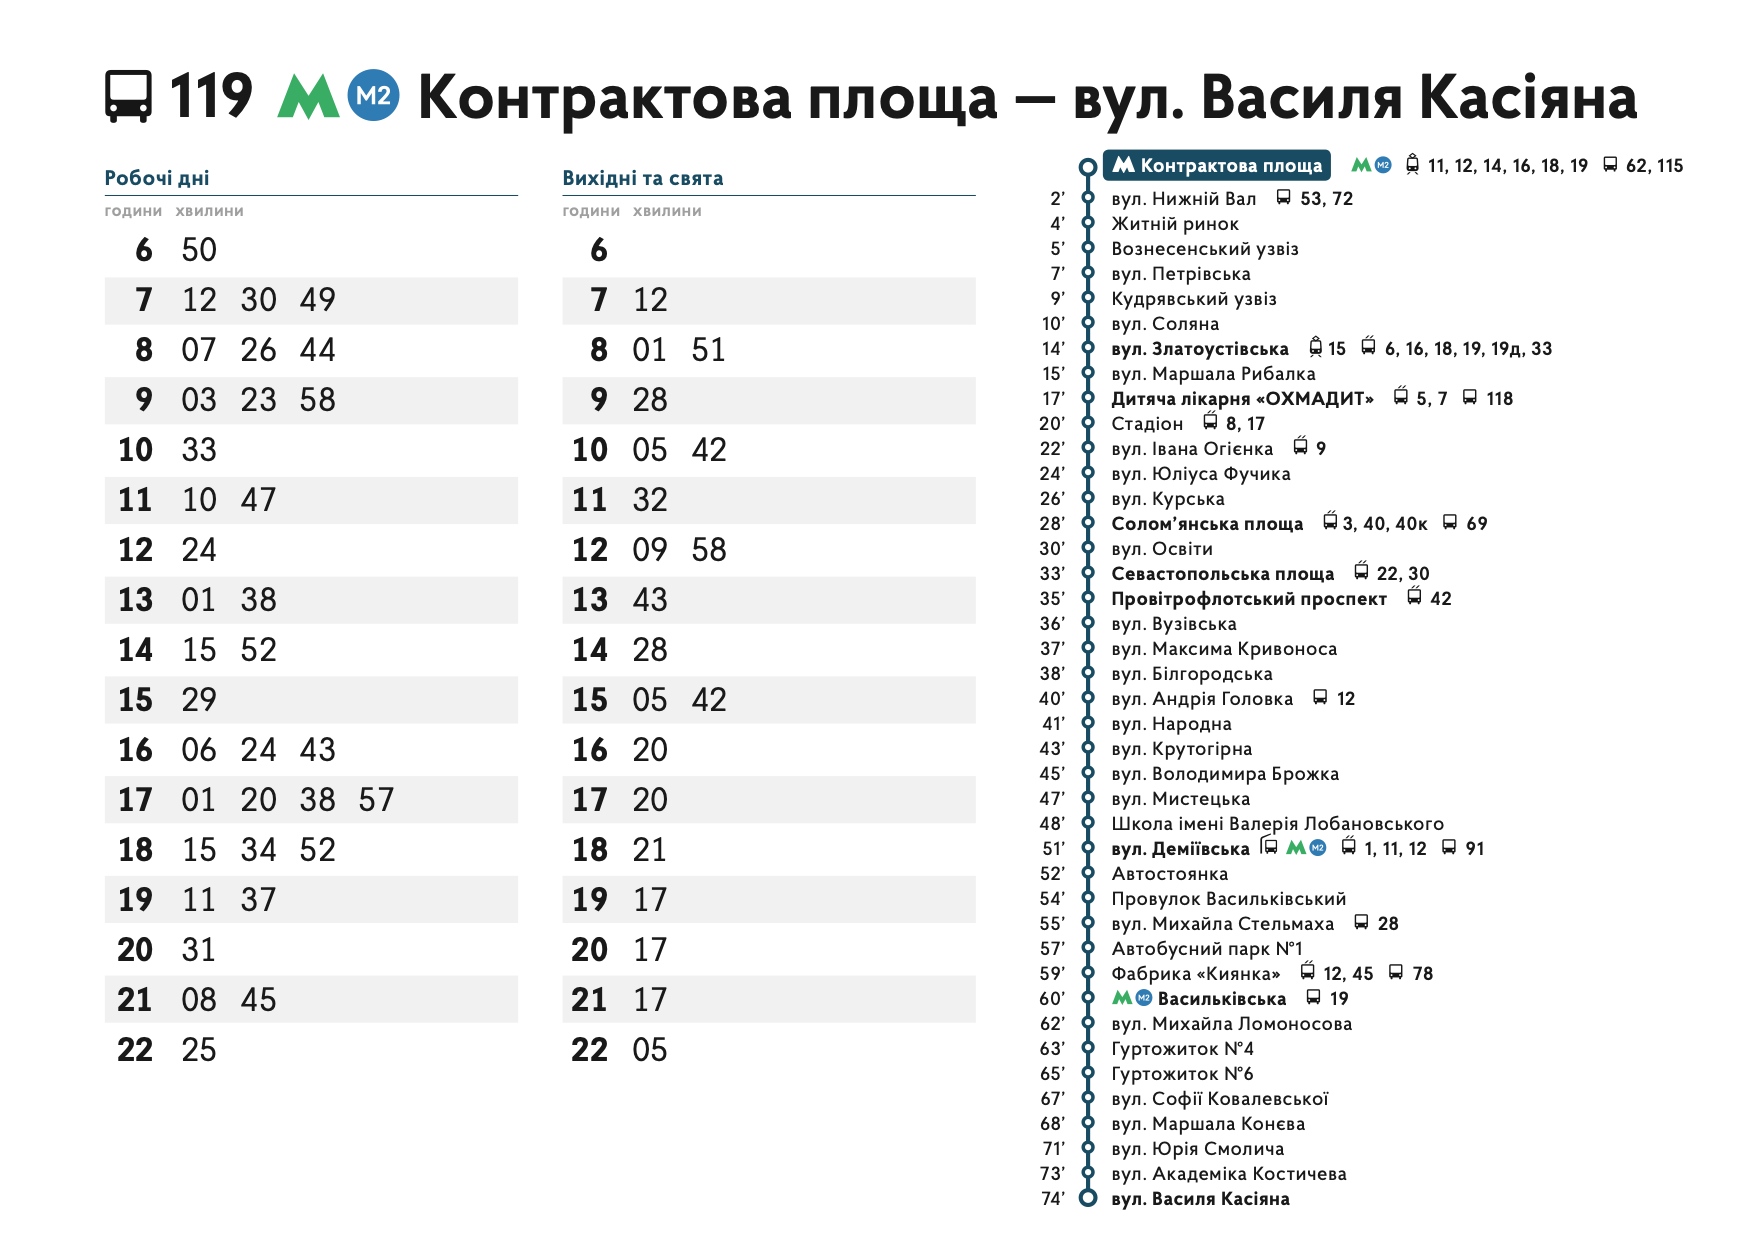 119 M2 Контрактова площа — вул. Василя Касіяна
Робочі дні
години хвилини
6 50
7 12 30 49
8 07 26 44
9 03 23 58
10 33
11 10 47
12 24
13 01 38
14 15 52
15 29
16 06 24 43
17 01 20 38 57
18 15 34 52
19 11 37
20 31
21 08 45
22 25
Вихідні та свята
години хвилини
6
7 12
8 01 51
9 28
10 05 42
11 32
12 09 58
13 43
14 28
15 05 42
16 20
17 20
18 21
19 17
20 17
21 17
22 05
Контрактова площа M2 11, 12, 14, 16, 18, 19 62, 115
2’ вул. Нижній Вал 53, 72
4’ Житній ринок
5’ Вознесенський узвіз
7’ вул. Петрівська
9’ Кудрявський узвіз
10’ вул. Соляна
14’ вул. Златоустівська 15 6, 16, 18, 19, 19д, 33
15’ вул. Маршала Рибалка
17’ Дитяча лікарня «ОХМАДИТ» 5, 7 118
20’ Стадіон 8, 17
22’ вул. Івана Огієнка 9
24’ вул. Юліуса Фучика
26’ вул. Курська
28’ Солом’янська площа 3, 40, 40к 69
30’ вул. Освіти
33’ Севастопольська площа 22, 30
35’ Провітрофлотський проспект 42
36’ вул. Вузівська
37’ вул. Максима Кривоноса
38’ вул. Білгородська
40’ вул. Андрія Головка 12
41’ вул. Народна
43’ вул. Крутогірна
45’ вул. Володимира Брожка
47’ вул. Мистецька
48’ Школа імені Валерія Лобановського
51’ вул. Деміївська M2 1, 11, 12 91
52’ Автостоянка
54’ Провулок Васильківський
55’ вул. Михайла Стельмаха 28
57’ Автобусний парк №1
59’ Фабрика «Киянка» 12, 45 78
60’ M2 Васильківська 19
62’ вул. Михайла Ломоносова
63’ Гуртожиток №4
65’ Гуртожиток №6
67’ вул. Софії Ковалевської
68’ вул. Маршала Конєва
71’ вул. Юрія Смолича
73’ вул. Академіка Костичева
74’ вул. Василя Касіяна